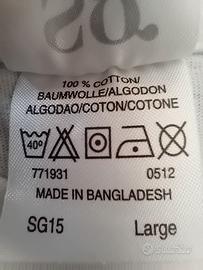 100 % COTTON/
BAUMWOLLE/ALGODON
ALGODAO/COTON/COTONE
40°
771931 0512
MADE IN BANGLADESH
SG15 Large